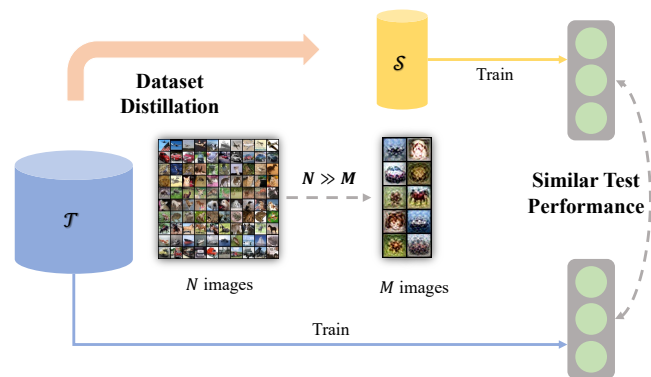 Dataset
Distillation
𝒮
Train
𝒯
N ≫ M
Similar Test
Performance
N images
M images
Train